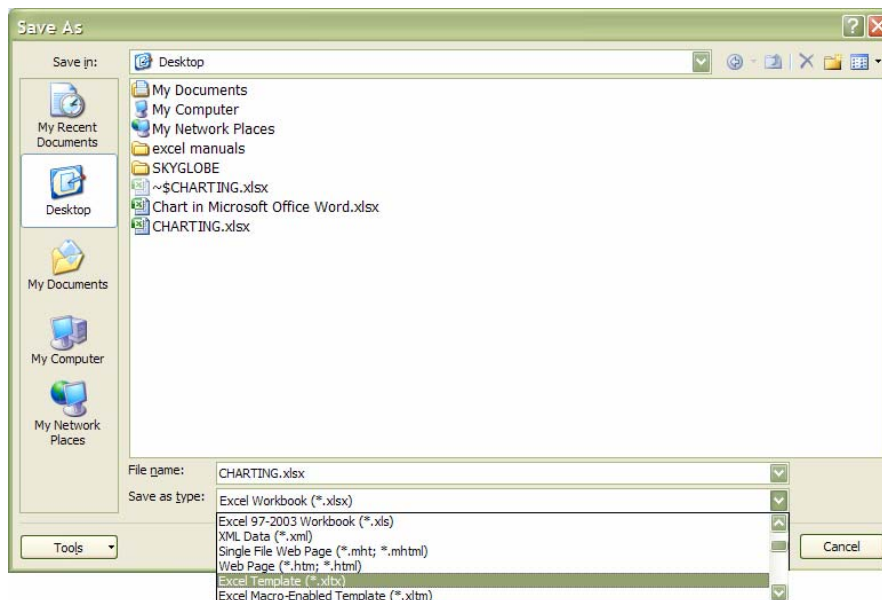 Save As
?
Save in:
Desktop
My Recent
Documents
Desktop
My Documents
My Computer
My Network
Places
My Documents
My Computer
My Network Places
excel manuals
SKYGLOBE
~$CHARTING.xlsx
Chart in Microsoft Office Word.xlsx
CHARTING.xlsx
File name:
CHARTING.xlsx
Save as type:
Excel Workbook (*.xlsx)
Excel 97-2003 Workbook (*.xls)
XML Data (*.xml)
Single File Web Page (*.mht; *.mhtml)
Web Page (*.htm; *.html)
Excel Template (*.xltx)
Excel Macro-Enabled Template (*.xltm)
Tools
Cancel